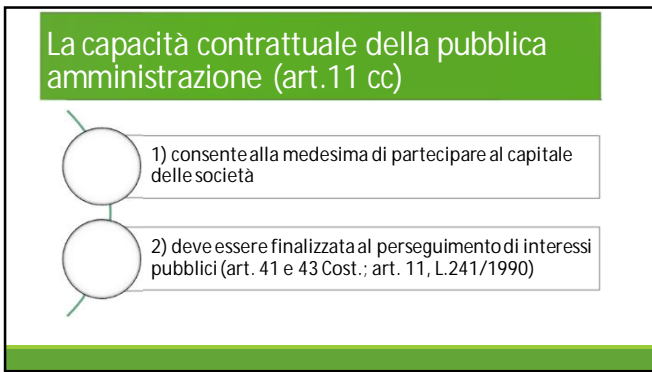 La capacità contrattuale della pubblica
amministrazione (art.11 cc)
1) consente alla medesima di partecipare al capitale
delle società
2) deve essere finalizzata al perseguimento di interessi
pubblici (art. 41 e 43 Cost.; art. 11, L.241/1990)